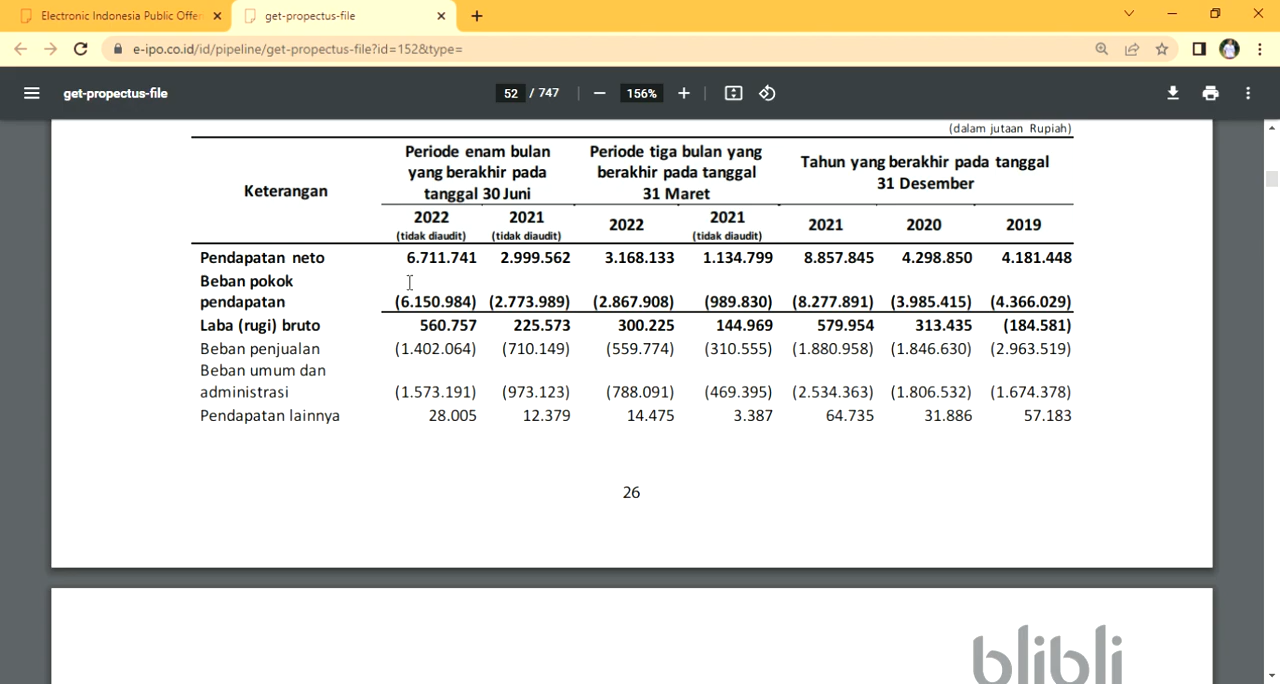 Electronic Indonesia Public Offe
get-propectus-file
e-ipo.co.id/id/pipeline/get-propectus-file?id=152&type=
get-propectus-file
52 / 747
156%
(dalam jutaan Rupiah)
Keterangan
Periode enam bulan
yang berakhir pada
tanggal 30 Juni
Periode tiga bulan yang
berakhir pada tanggal
31 Maret
Tahun yang berakhir pada tanggal
31 Desember
2022 2021 2022 2021 2021 2020 2019
(tidak diaudit) (tidak diaudit) (tidak diaudit)
Pendapatan neto 6.711.741 2.999.562 3.168.133 1.134.799 8.857.845 4.298.850 4.181.448
Beban pokok
pendapatan (6.150.984) (2.773.989) (2.867.908) (989.830) (8.277.891) (3.985.415) (4.366.029)
Laba (rugi) bruto 560.757 225.573 300.225 144.969 579.954 313.435 (184.581)
Beban penjualan (1.402.064) (710.149) (559.774) (310.555) (1.880.958) (1.846.630) (2.963.519)
Beban umum dan
administrasi (1.573.191) (973.123) (788.091) (469.395) (2.534.363) (1.806.532) (1.674.378)
Pendapatan lainnya 28.005 12.379 14.475 3.387 64.735 31.886 57.183
26
blibli